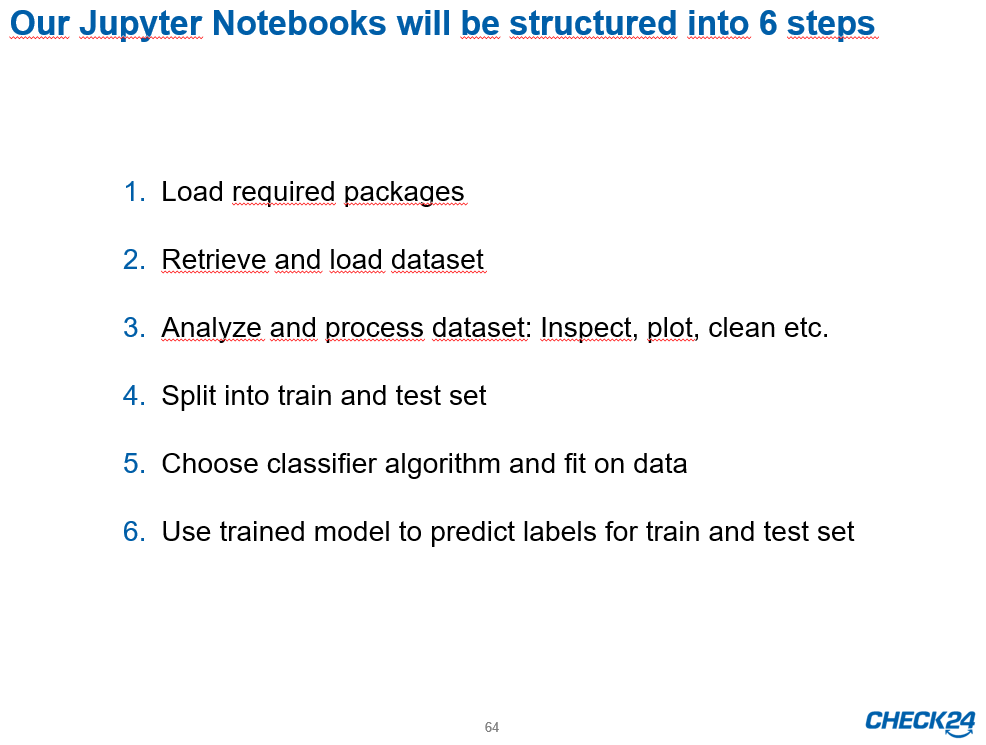 Our Jupyter Notebooks will be structured into 6 steps
1. Load required packages
2. Retrieve and load dataset
3. Analyze and process dataset: Inspect, plot, clean etc.
4. Split into train and test set
5. Choose classifier algorithm and fit on data
6. Use trained model to predict labels for train and test set
64
CHECK24